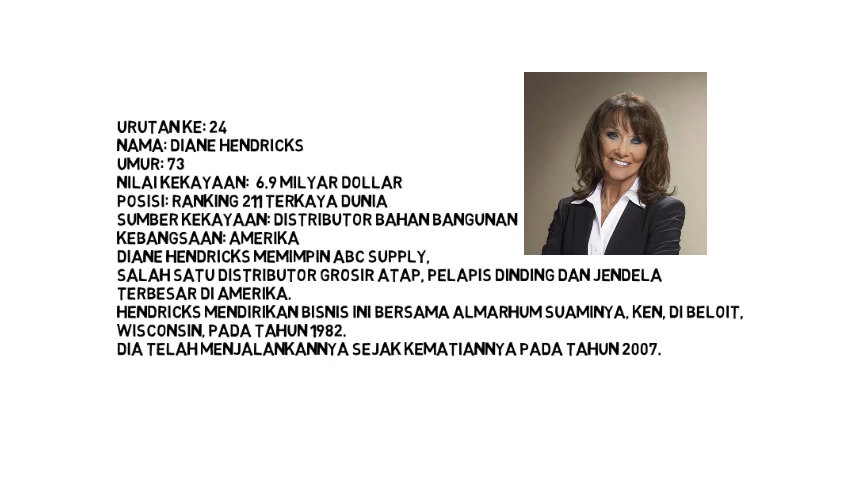 URUTAN KE: 24
NAMA: DIANE HENDRICKS
UMUR: 73
NILAI KEKAYAAN: 6.9 MILYAR DOLLAR
POSISI: RANKING 211 TERKAYA DUNIA
SUMBER KEKAYAAN: DISTRIBUTOR BAHAN BANGUNAN
KEBANGSAAN: AMERIKA
DIANE HENDRICKS MEMIMPIN ABC SUPPLY,
SALAH SATU DISTRIBUTOR GROSIR ATAP, PELAPIS DINDING DAN JENDELA
TERBESAR DI AMERIKA.
HENDRICKS MENDIRIKAN BISNIS INI BERSAMA ALMARHUM SUAMINYA, KEN, DI BELOIT,
WISCONSIN, PADA TAHUN 1982.
DIA TELAH MENJALANKANNYA SEJAK KEMATIANNYA PADA TAHUN 2007.